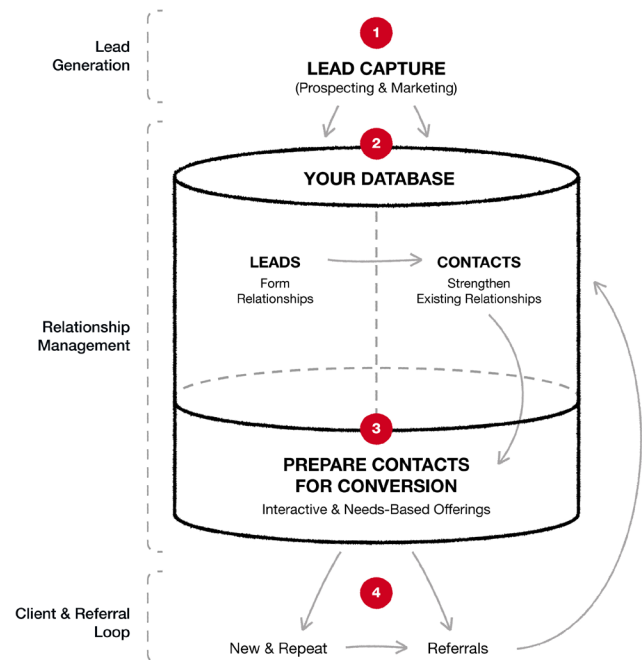 Lead
Generation
1
LEAD CAPTURE
(Prospecting & Marketing)
2
YOUR DATABASE
LEADS
Form
Relationships
CONTACTS
Strengthen
Existing Relationships
Relationship
Management
3
PREPARE CONTACTS
FOR CONVERSION
Interactive & Needs-Based Offerings
Client & Referral
Loop
4
New & Repeat
Referrals